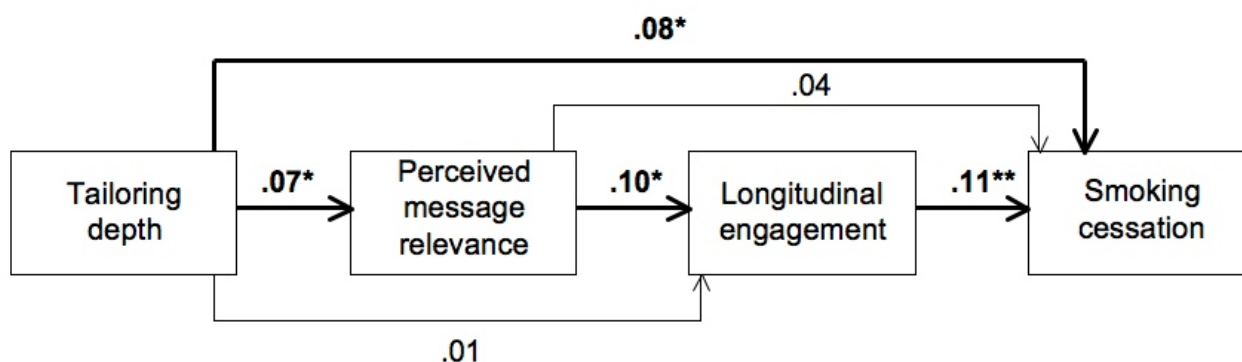 .08*
.04
Tailoring
depth
.07*
Perceived
message
relevance
.10*
Longitudinal
engagement
.11**
Smoking
cessation
.01